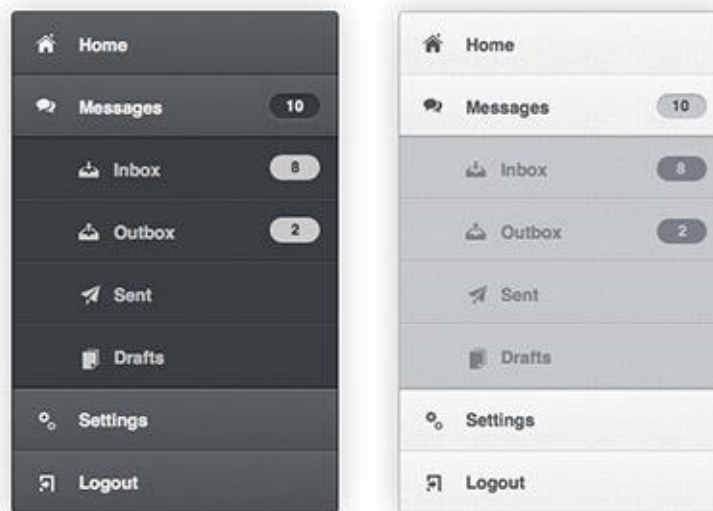 Home
Messages 10
Inbox 8
Outbox 2
Sent
Drafts
Settings
Logout
Home
Messages 10
Inbox 8
Outbox 2
Sent
Drafts
Settings
Logout